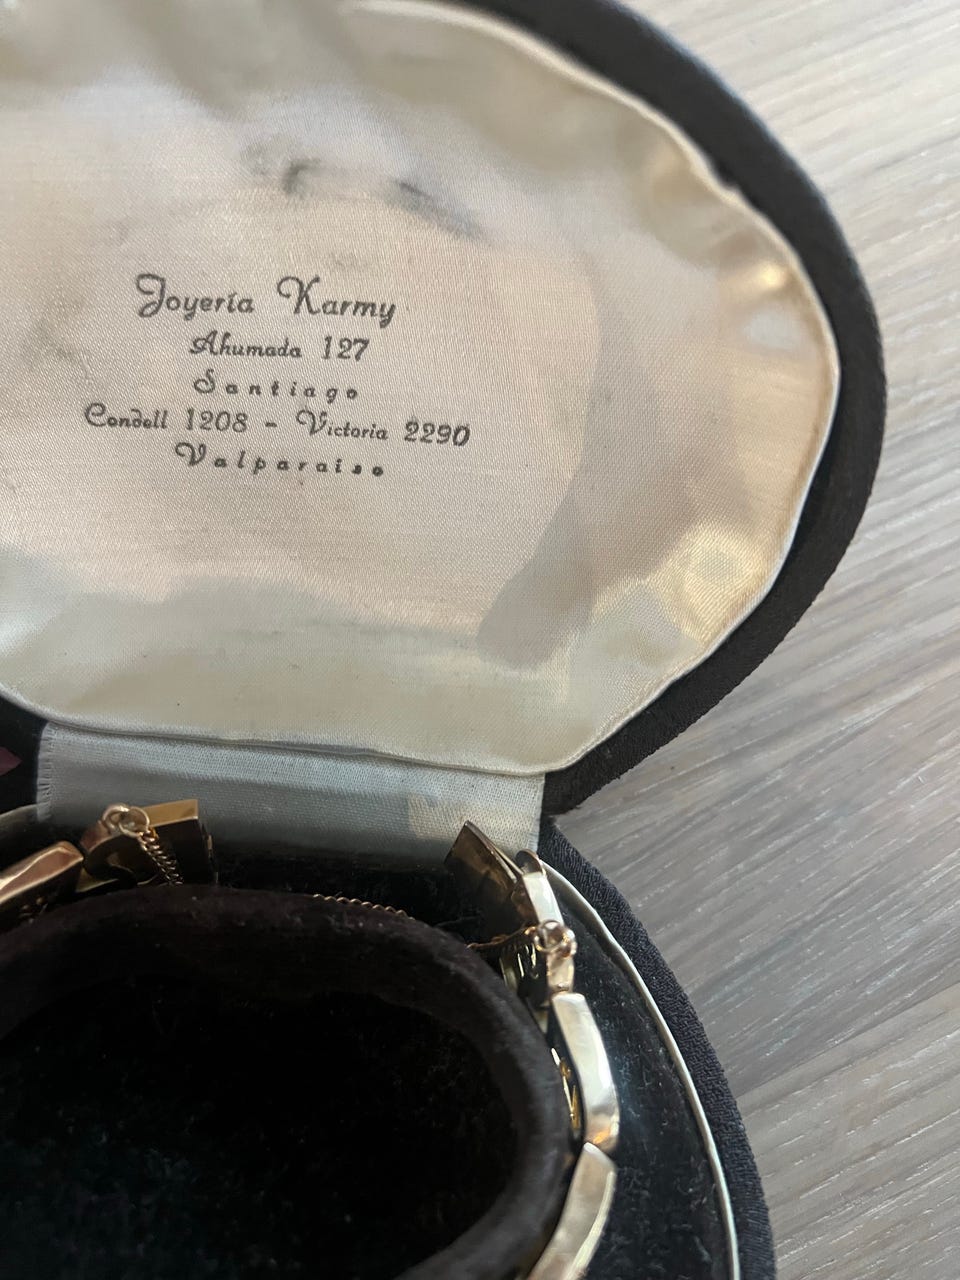 Joyería Karmy
Ahumada 127
Santiago
Condell 1208 - Victoria 2290
Valparaiso